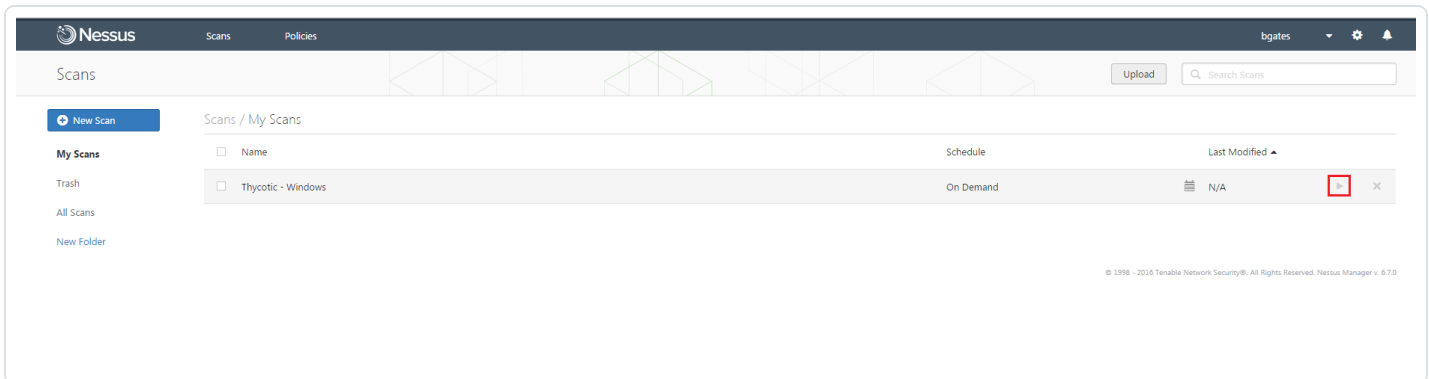 Nessus Scans Policies bgates
Scans Upload Search Scans
New Scan Scans / My Scans
My Scans Name Schedule Last Modified
Trash Thycotic - Windows On Demand N/A
All Scans
New Folder
© 1998 - 2016 Tenable Network Security®. All Rights Reserved. Nessus Manager v. 6.7.0